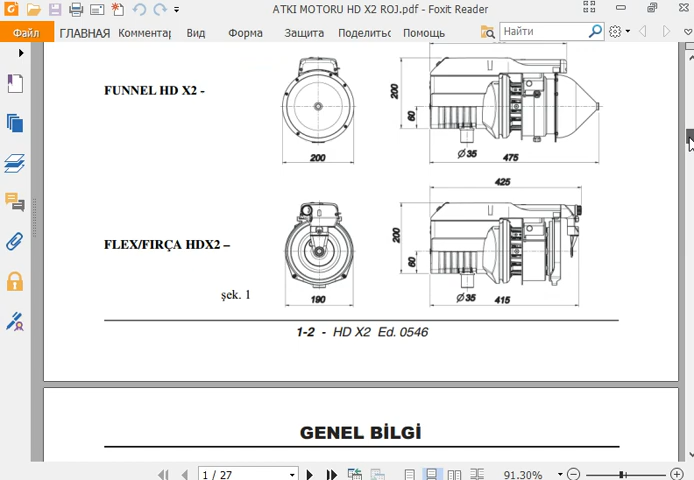 ATKI MOTORU HD X2 ROJ.pdf - Foxit Reader
Файл ГЛАВНАЯ Комментар Вид Форма Защита Поделитьс Помощь Найти
FUNNEL HD X2 -
200
60
200
Ø 35
475
425
FLEX/FIRÇA HDX2 –
200
60
şek. 1
190
Ø 35
415
1-2 - HD X2 Ed. 0546
GENEL BİLGİ
1 / 27
91.30%